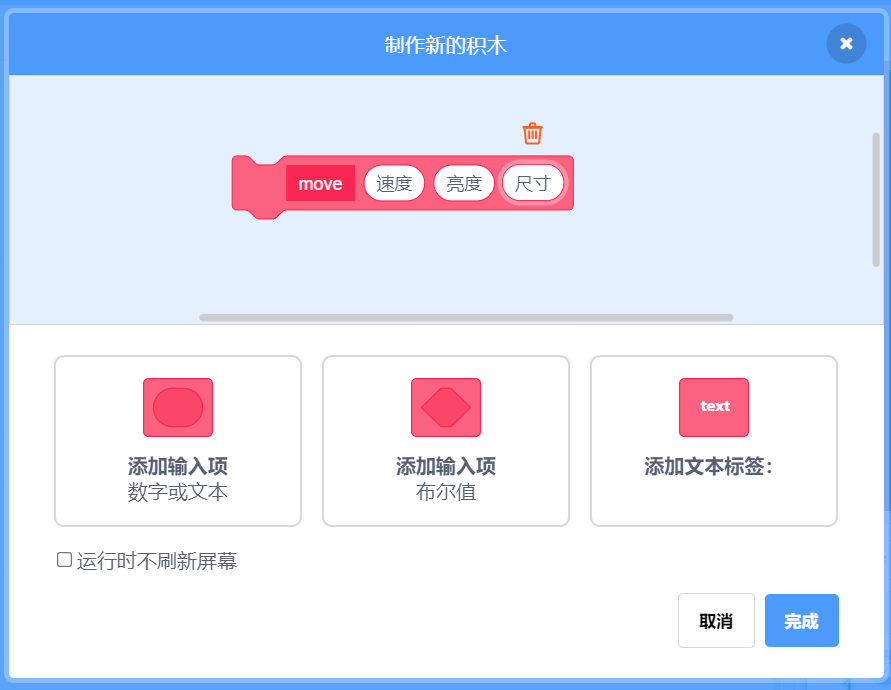 制作新的积木
move 速度 亮度 尺寸
text
添加输入项
数字或文本
添加输入项
布尔值
添加文本标签：
运行时不刷新屏幕
取消 完成